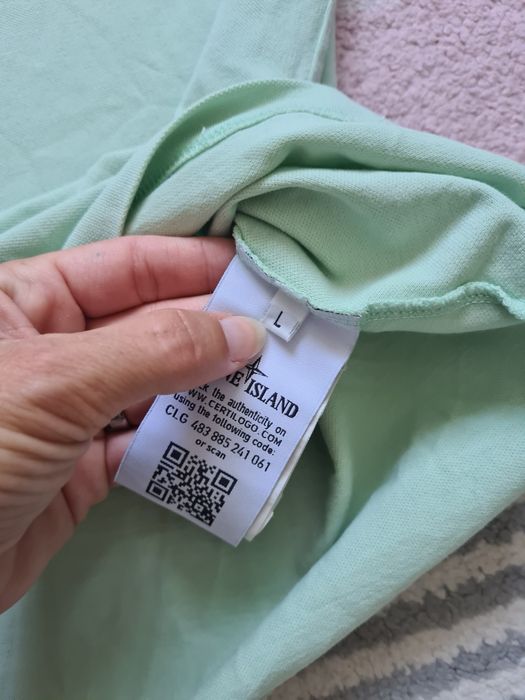 L
ISLAND
the authenticity on
WWW.CERTILOGO.COM
using the following code:
CLG 483 885 241 061
or scan